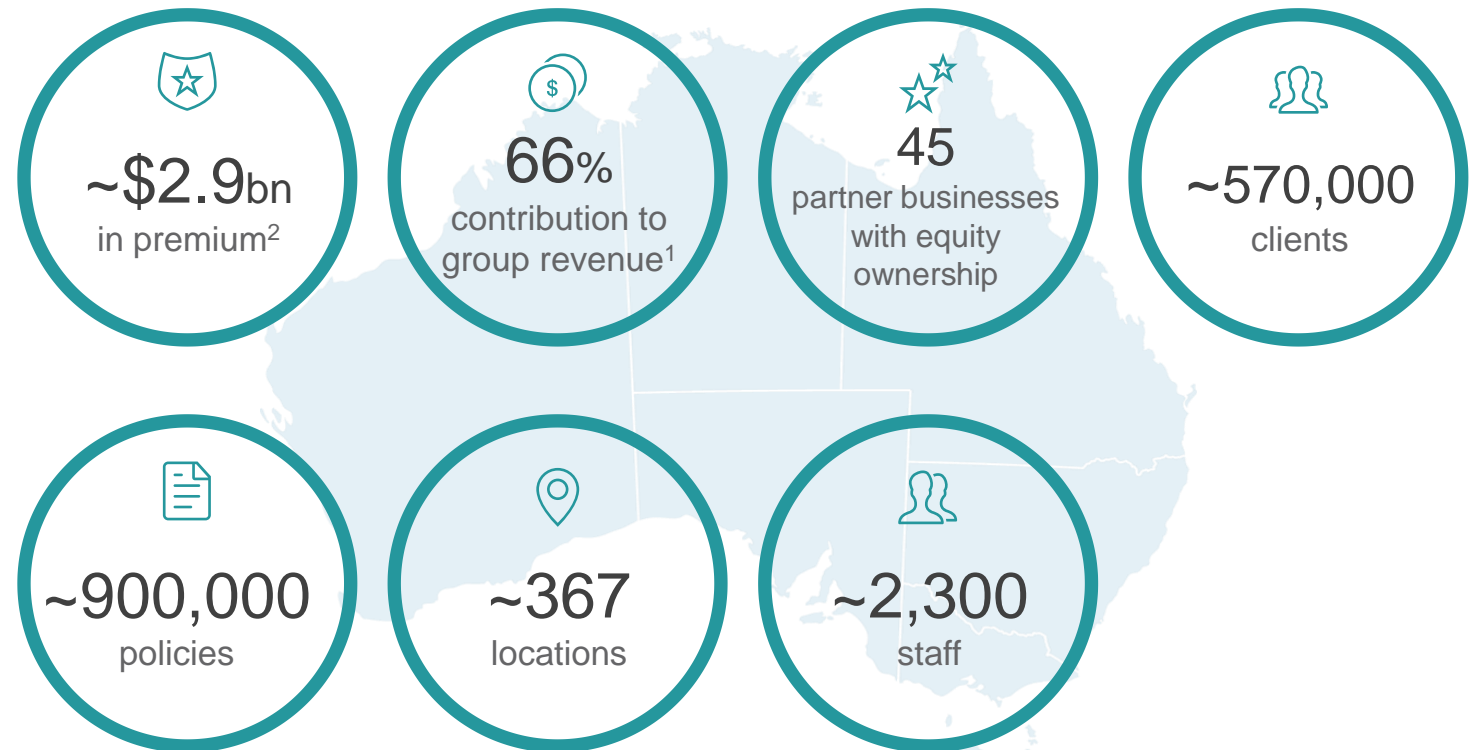 ~$2.9bn
in premium²
66%
contribution to
group revenue¹
$
45
partner businesses
with equity
ownership
~570,000
clients
~900,000
policies
~367
locations
~2,300
staff